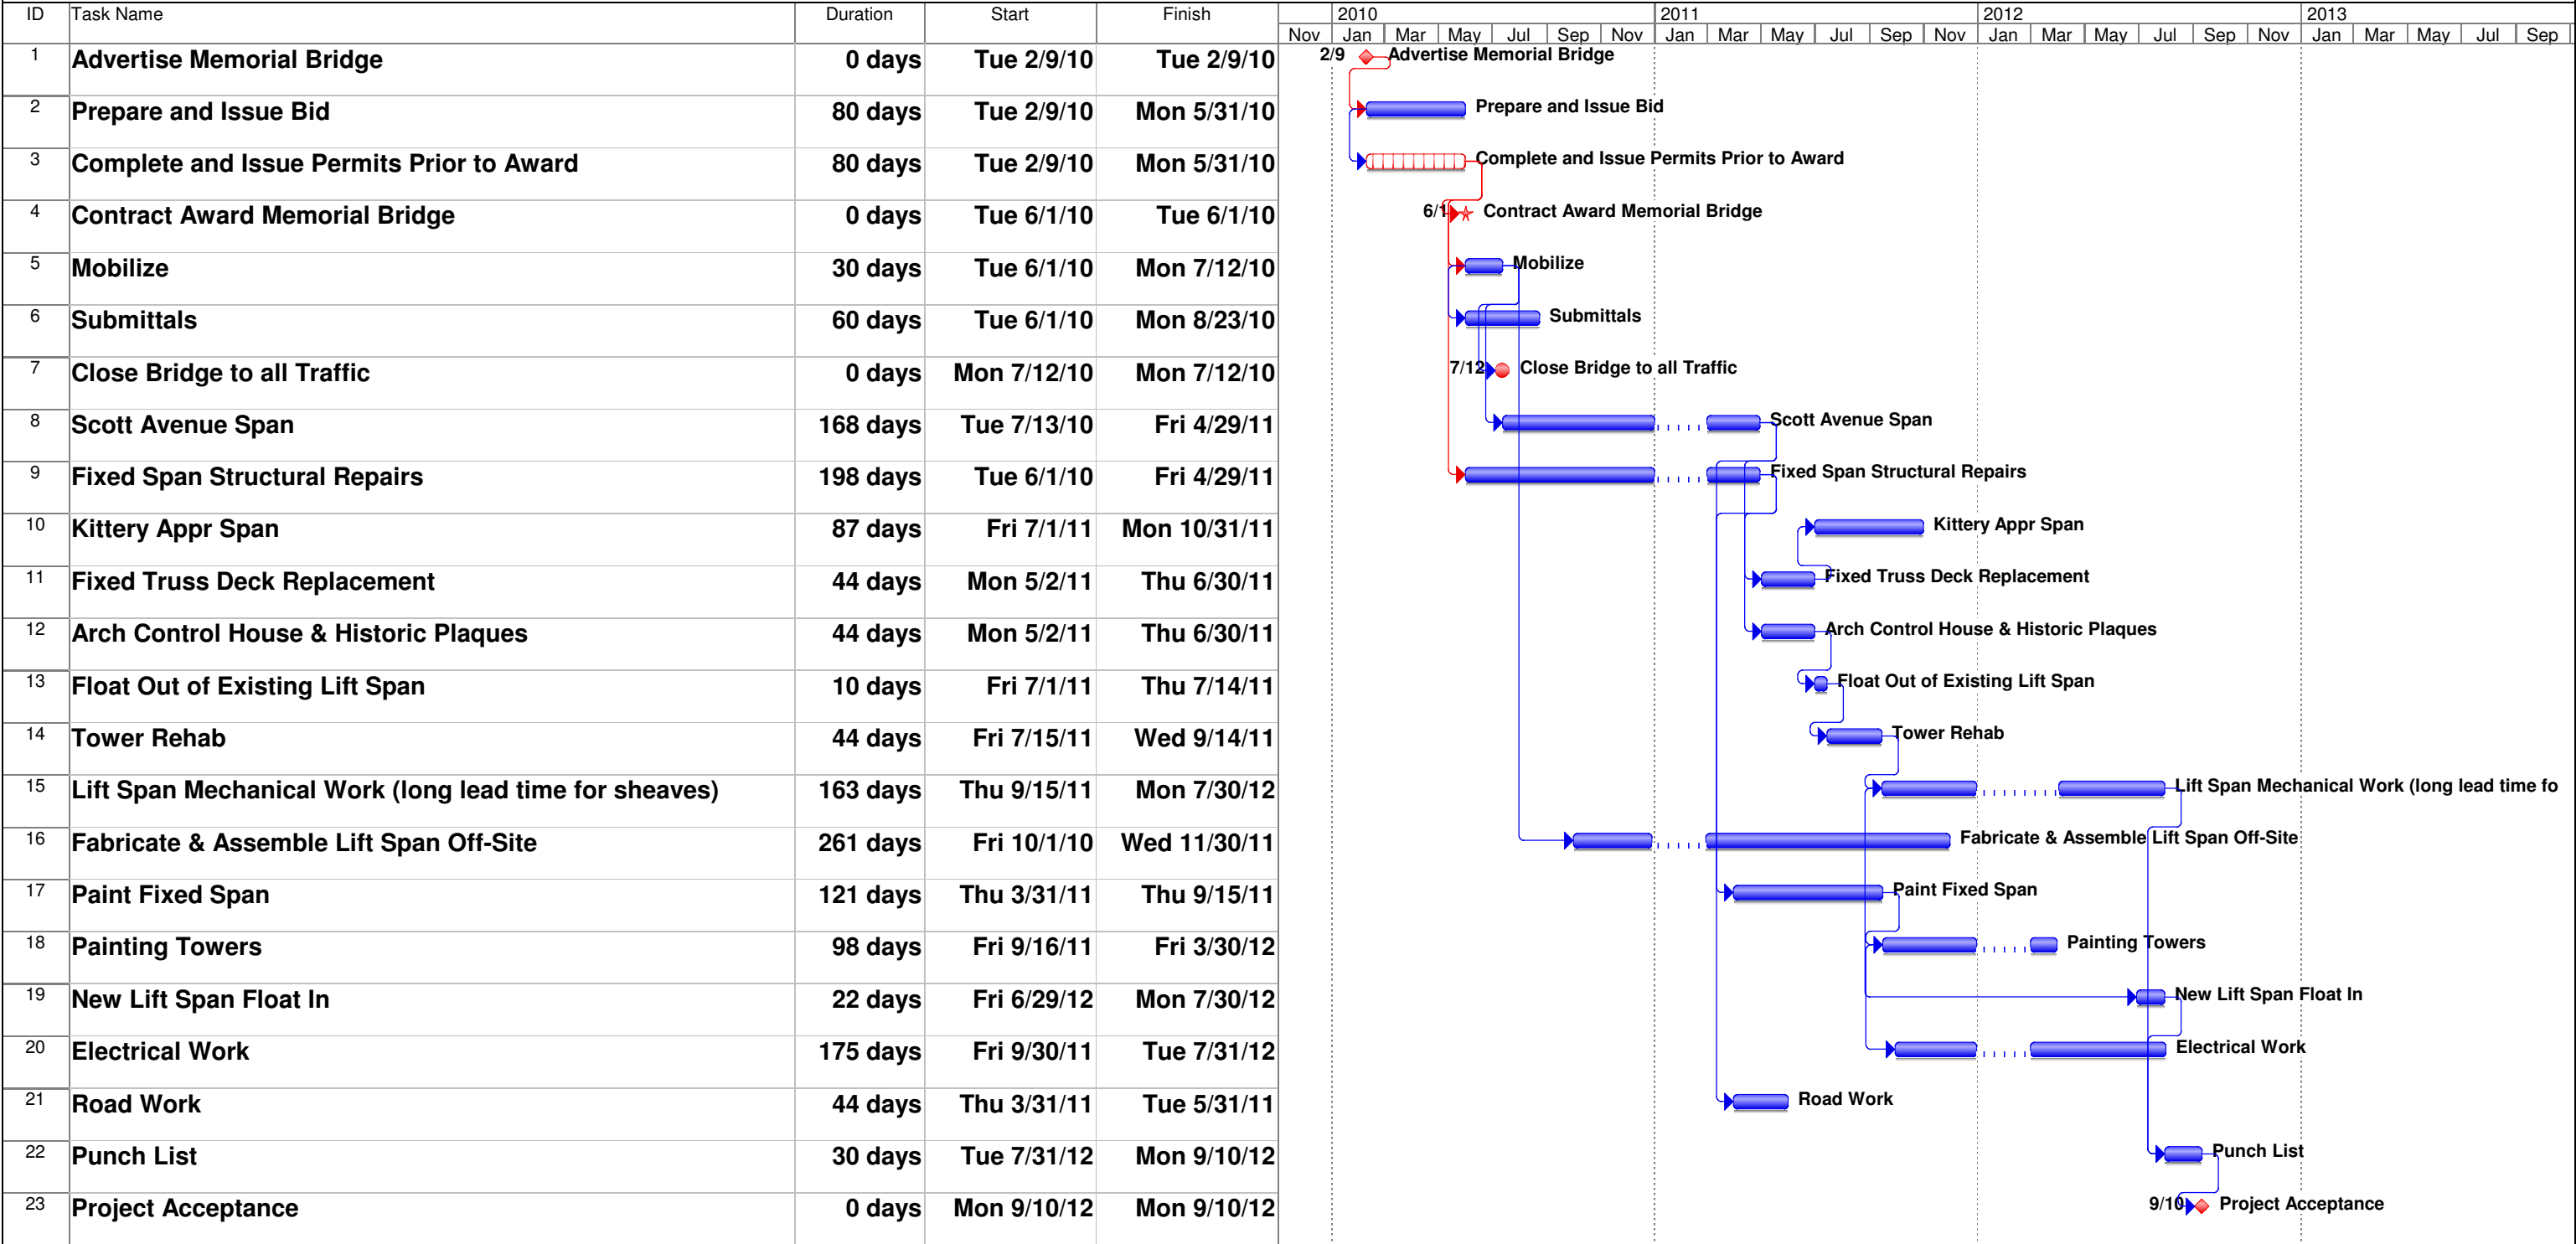 ID Task Name Duration Start Finish 2010 2011 2012 2013
Nov Jan Mar May Jul Sep Nov Jan Mar May Jul Sep Nov Jan Mar May Jul Sep Nov Jan Mar May Jul Sep
1 Advertise Memorial Bridge 0 days Tue 2/9/10 Tue 2/9/10 2/9 Advertise Memorial Bridge
2 Prepare and Issue Bid 80 days Tue 2/9/10 Mon 5/31/10 Prepare and Issue Bid
3 Complete and Issue Permits Prior to Award 80 days Tue 2/9/10 Mon 5/31/10 Complete and Issue Permits Prior to Award
4 Contract Award Memorial Bridge 0 days Tue 6/1/10 Tue 6/1/10 6/1 Contract Award Memorial Bridge
5 Mobilize 30 days Tue 6/1/10 Mon 7/12/10 Mobilize
6 Submittals 60 days Tue 6/1/10 Mon 8/23/10 Submittals
7 Close Bridge to all Traffic 0 days Mon 7/12/10 Mon 7/12/10 7/12 Close Bridge to all Traffic
8 Scott Avenue Span 168 days Tue 7/13/10 Fri 4/29/11 Scott Avenue Span
9 Fixed Span Structural Repairs 198 days Tue 6/1/10 Fri 4/29/11 Fixed Span Structural Repairs
10 Kittery Appr Span 87 days Fri 7/1/11 Mon 10/31/11 Kittery Appr Span
11 Fixed Truss Deck Replacement 44 days Mon 5/2/11 Thu 6/30/11 Fixed Truss Deck Replacement
12 Arch Control House & Historic Plaques 44 days Mon 5/2/11 Thu 6/30/11 Arch Control House & Historic Plaques
13 Float Out of Existing Lift Span 10 days Fri 7/1/11 Thu 7/14/11 Float Out of Existing Lift Span
14 Tower Rehab 44 days Fri 7/15/11 Wed 9/14/11 Tower Rehab
15 Lift Span Mechanical Work (long lead time for sheaves) 163 days Thu 9/15/11 Mon 7/30/12 Lift Span Mechanical Work (long lead time fo
16 Fabricate & Assemble Lift Span Off-Site 261 days Fri 10/1/10 Wed 11/30/11 Fabricate & Assemble Lift Span Off-Site
17 Paint Fixed Span 121 days Thu 3/31/11 Thu 9/15/11 Paint Fixed Span
18 Painting Towers 98 days Fri 9/16/11 Fri 3/30/12 Painting Towers
19 New Lift Span Float In 22 days Fri 6/29/12 Mon 7/30/12 New Lift Span Float In
20 Electrical Work 175 days Fri 9/30/11 Tue 7/31/12 Electrical Work
21 Road Work 44 days Thu 3/31/11 Tue 5/31/11 Road Work
22 Punch List 30 days Tue 7/31/12 Mon 9/10/12 Punch List
23 Project Acceptance 0 days Mon 9/10/12 Mon 9/10/12 9/10 Project Acceptance